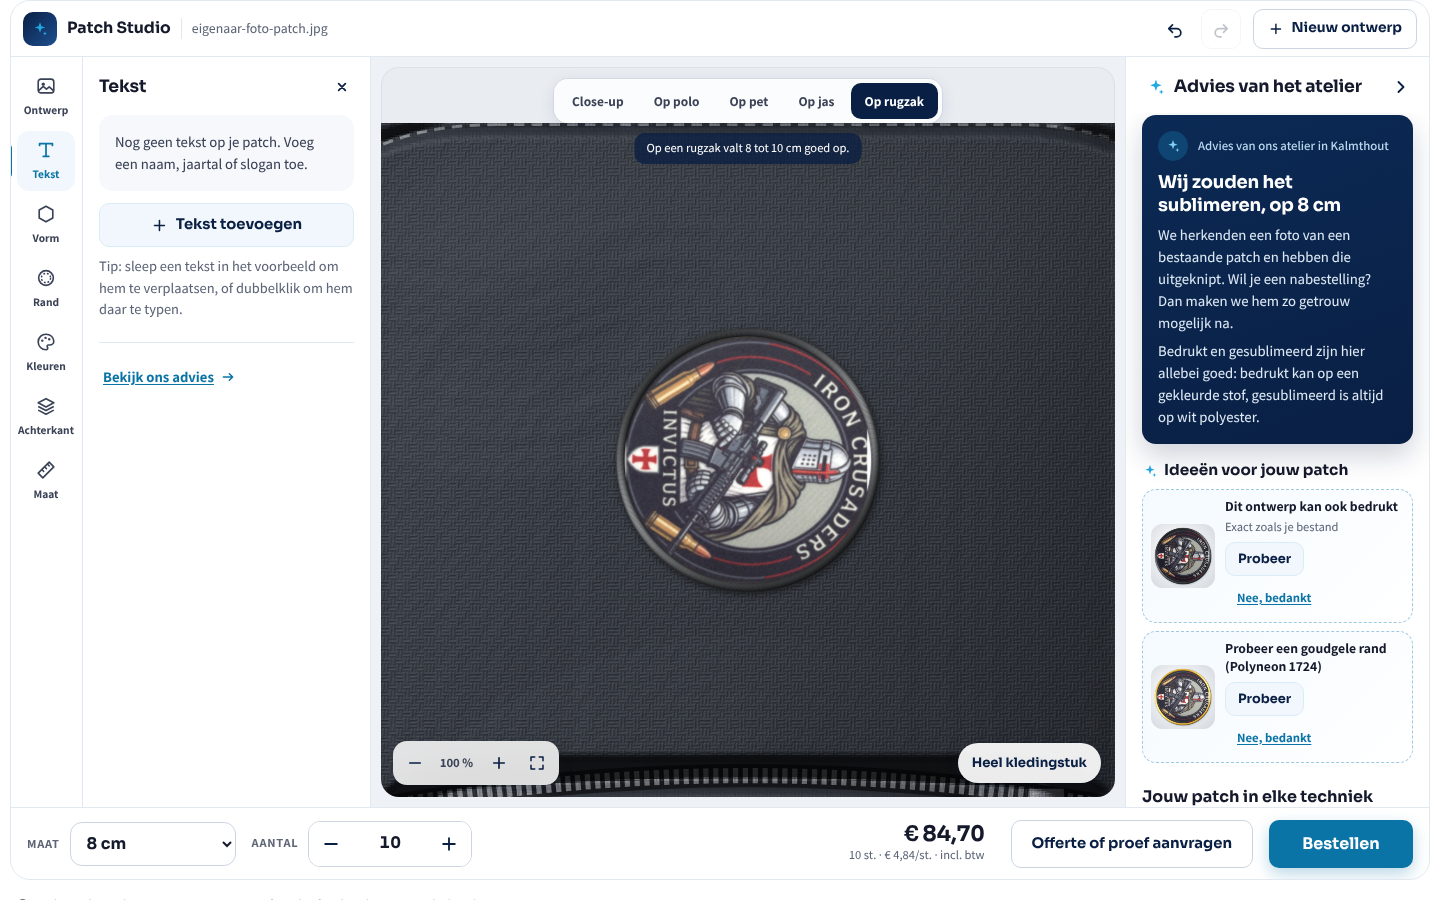 Patch Studio
eigenaar-foto-patch.jpg
Nieuw ontwerp
Ontwerp
Tekst
Vorm
Rand
Kleuren
Achterkant
Maat
Tekst
Nog geen tekst op je patch. Voeg
een naam, jaartal of slogan toe.
Tekst toevoegen
Tip: sleep een tekst in het voorbeeld om
hem te verplaatsen, of dubbelklik om hem
daar te typen.
Bekijk ons advies
Close-up
Op polo
Op pet
Op jas
Op rugzak
Op een rugzak valt 8 tot 10 cm goed op.
IRON CRUSADERS
INVICTUS
100 %
Heel kledingstuk
Advies van het atelier
Advies van ons atelier in Kalmthout
Wij zouden het
sublimeren, op 8 cm
We herkenden een foto van een
bestaande patch en hebben die
uitgeknipt. Wil je een nabestelling?
Dan maken we hem zo getrouw
mogelijk na.
Bedrukt en gesublimeerd zijn hier
allebei goed: bedrukt kan op een
gekleurde stof, gesublimeerd is altijd
op wit polyester.
Ideeën voor jouw patch
Dit ontwerp kan ook bedrukt
Exact zoals je bestand
Probeer
Nee, bedankt
Probeer een goudgele rand
(Polyneon 1724)
Probeer
Nee, bedankt
Jouw patch in elke techniek
MAAT
8 cm
AANTAL
10
€ 84,70
10 st. · € 4,84/st. · incl. btw
Offerte of proef aanvragen
Bestellen